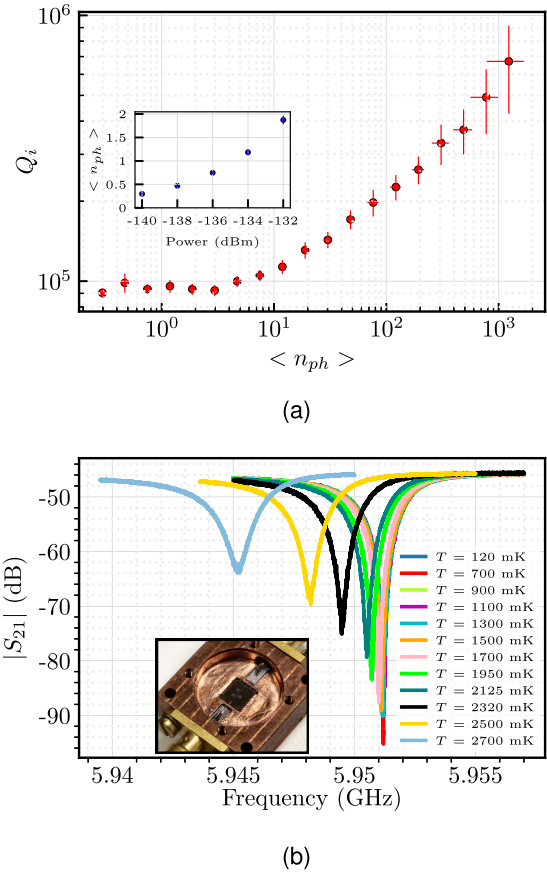 10^6
Q_i
10^5
2
1.5
1
0.5
0
< n_ph >
-140 -138 -136 -134 -132
Power (dBm)
10^0 10^1 10^2 10^3
< n_ph >
(a)
|S_21| (dB)
-50
-60
-70
-80
-90
T = 120 mK
T = 700 mK
T = 900 mK
T = 1100 mK
T = 1300 mK
T = 1500 mK
T = 1700 mK
T = 1950 mK
T = 2125 mK
T = 2320 mK
T = 2500 mK
T = 2700 mK
5.94 5.945 5.95 5.955
Frequency (GHz)
(b)